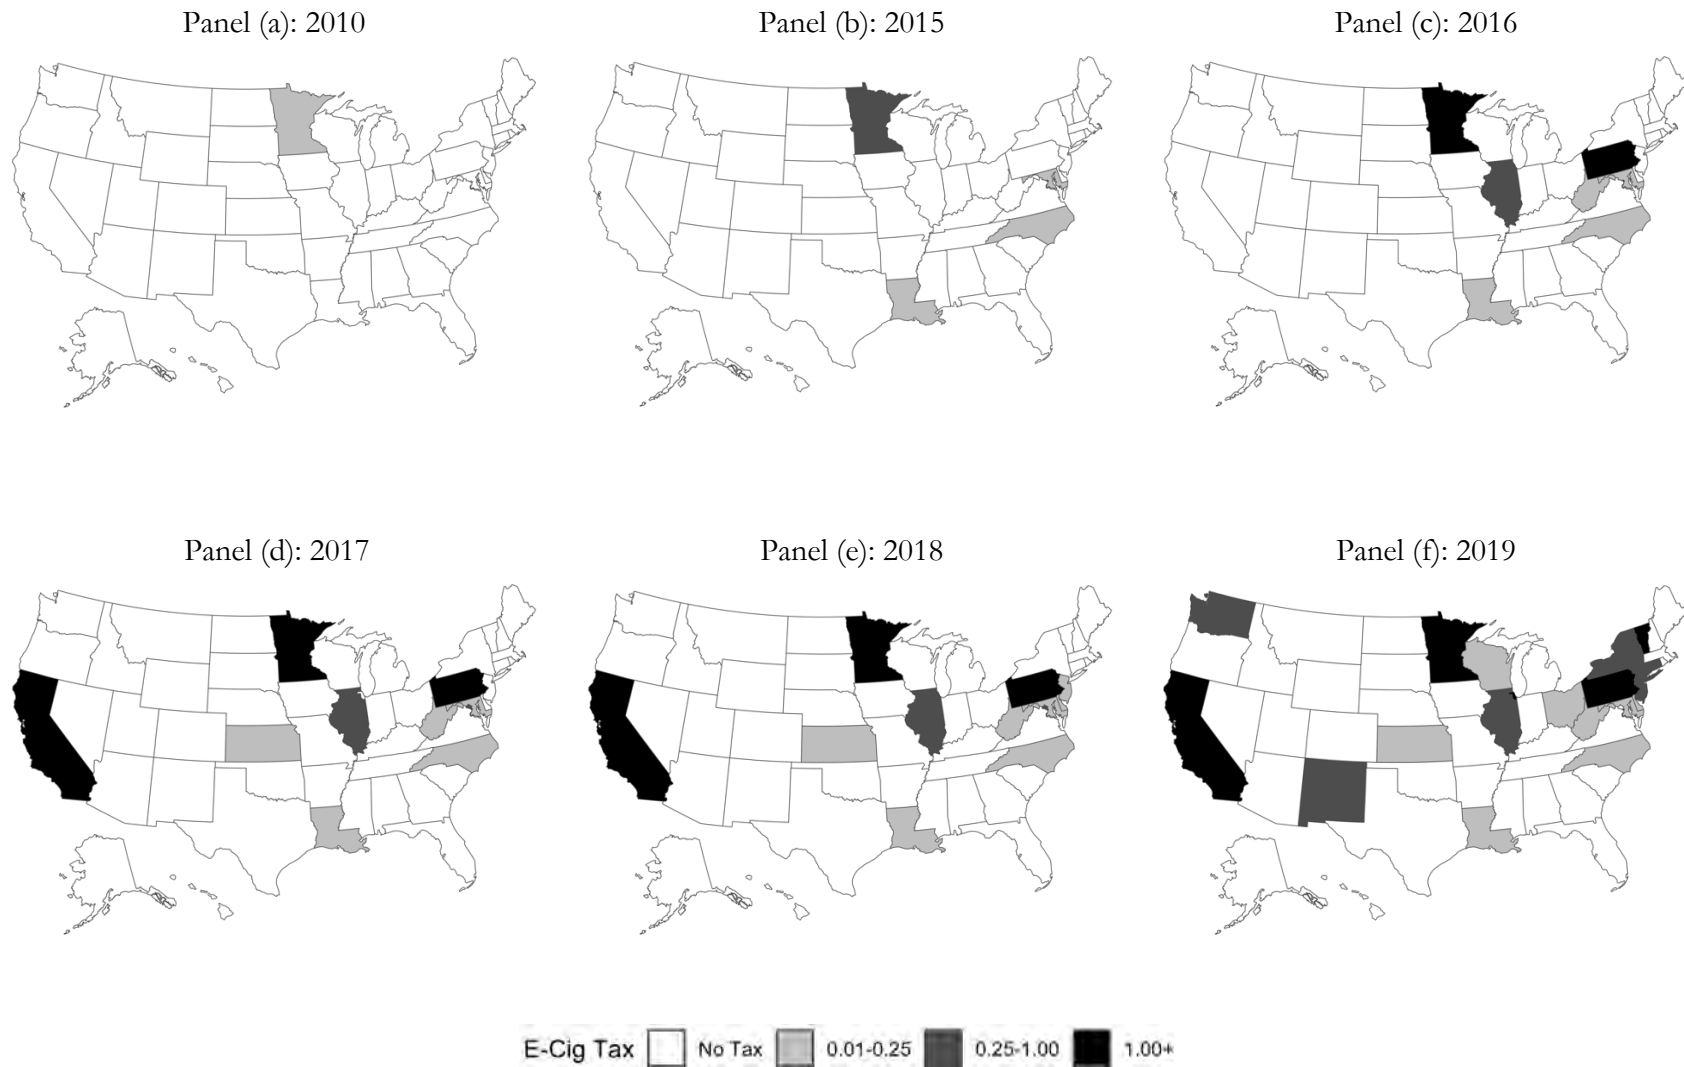 Panel (a): 2010
Panel (b): 2015
Panel (c): 2016
Panel (d): 2017
Panel (e): 2018
Panel (f): 2019
E-Cig Tax No Tax 0.01-0.25 0.25-1.00 1.00+